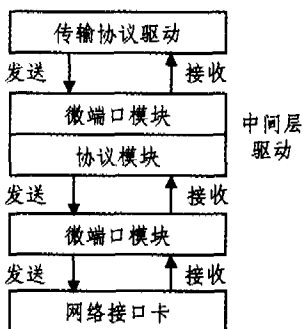 传输协议驱动
发送 接收
微端口模块 中间层
协议模块 驱动
发送 接收
微端口模块
发送 接收
网络接口卡